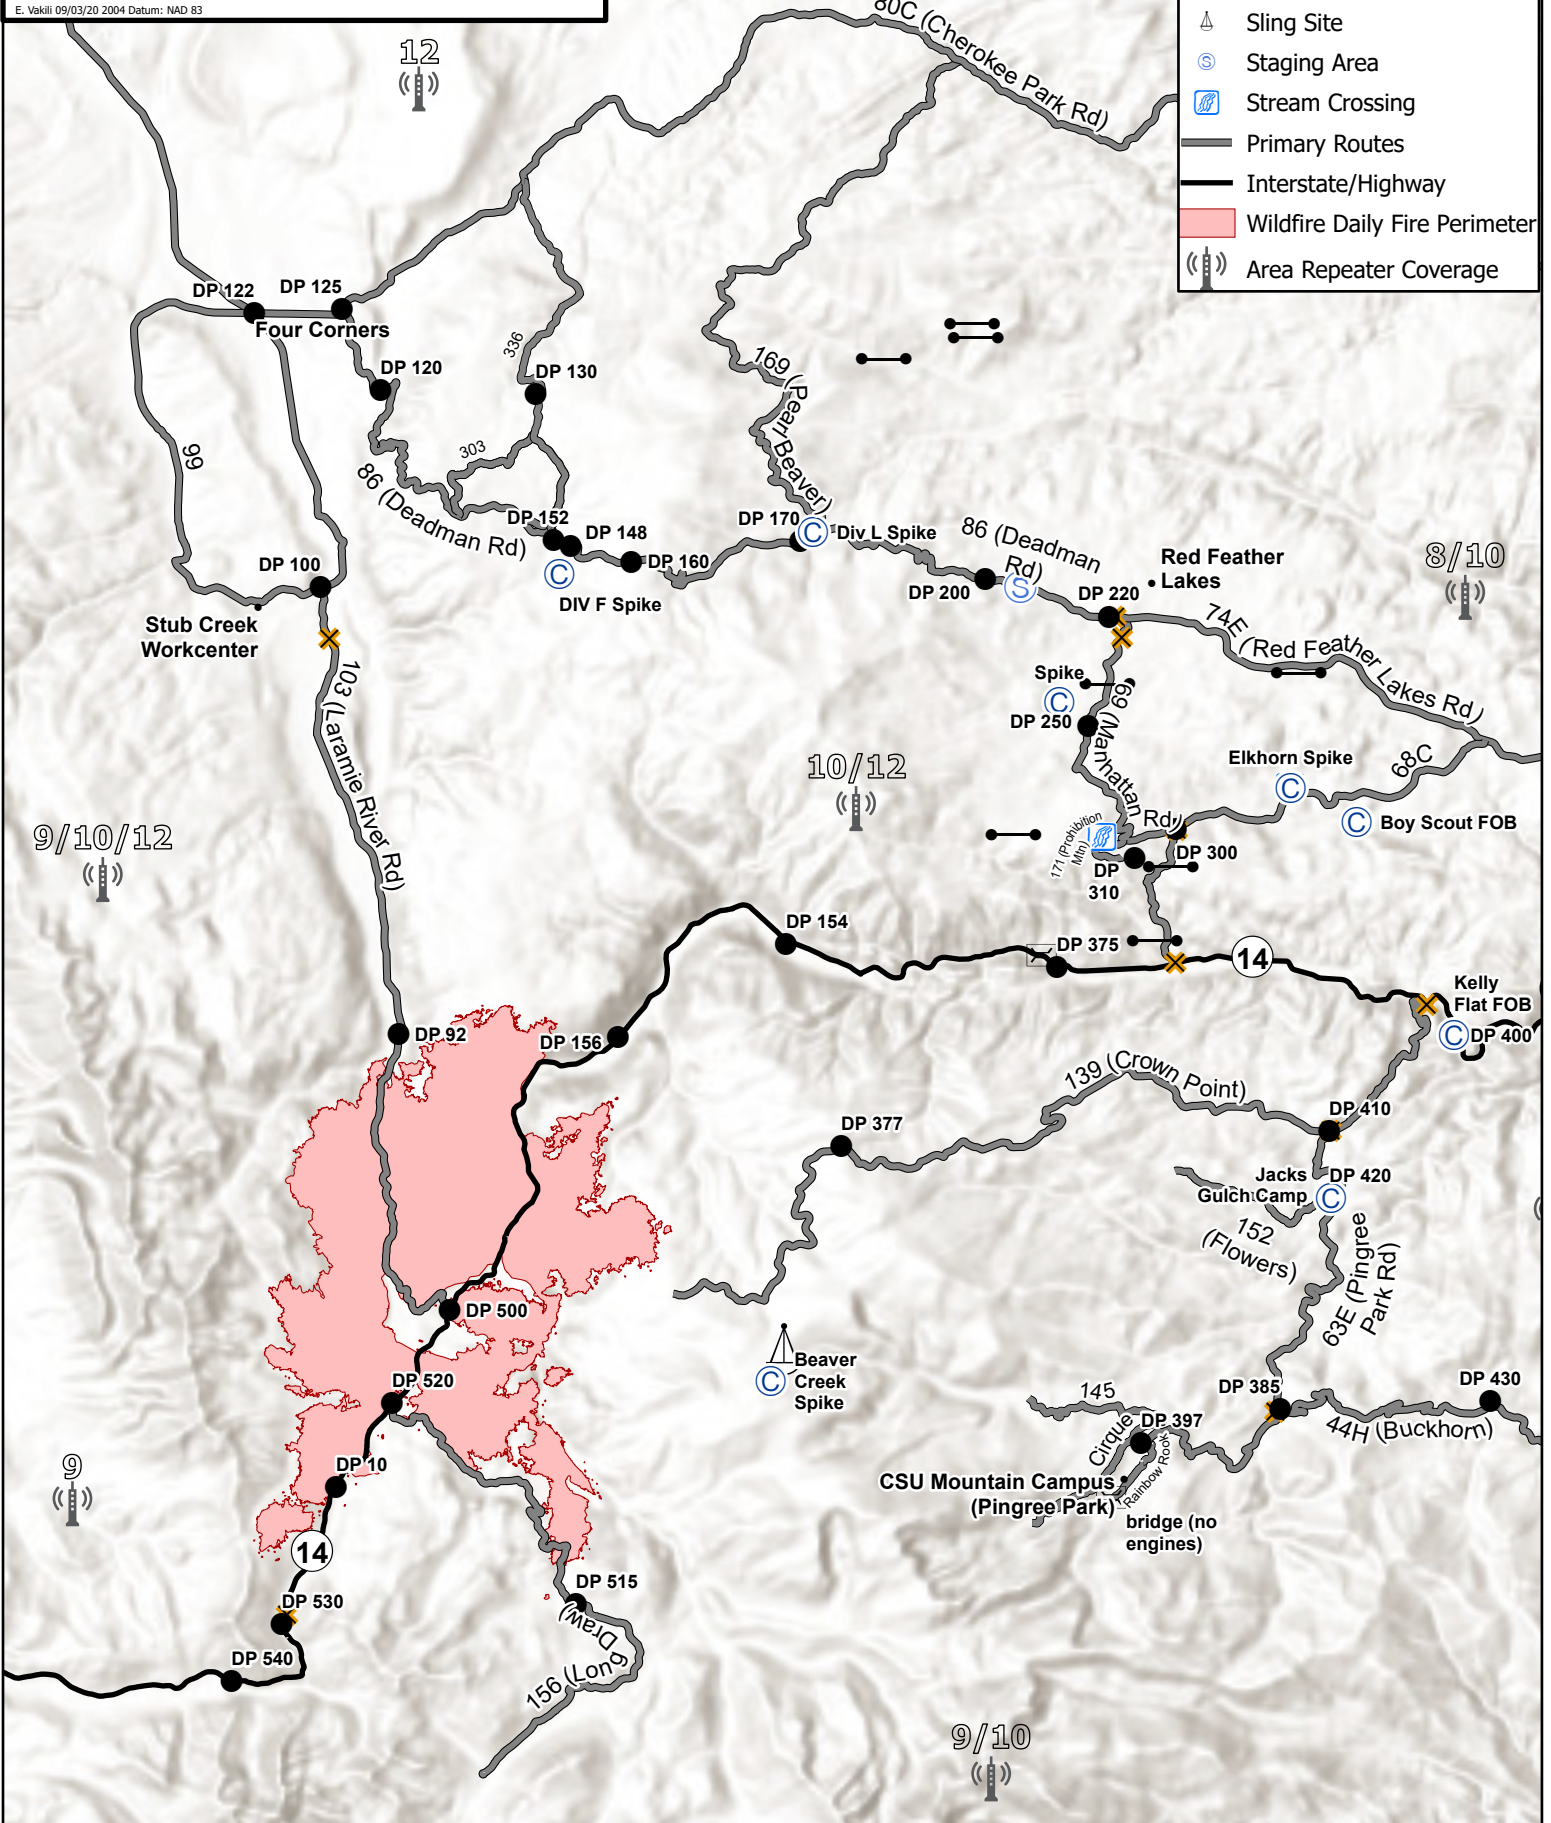 E. Vakili 09/03/20 2004 Datum: NAD 83
80C (Cherokee Park Rd)
Sling Site
S
Staging Area
Stream Crossing
Primary Routes
Interstate/Highway
Wildfire Daily Fire Perimeter
Area Repeater Coverage
12
DP 122
DP 125
Four Corners
336
DP 120
DP 130
169 (Pearl Beaver)
99
303
86 (Deadman Rd)
DP 152
DP 148
DP 170
C
Div L Spike
86 (Deadman
Rd)
Red Feather
Lakes
8/10
DP 100
DP 160
C
DIV F Spike
DP 200
S
DP 220
Stub Creek
Workcenter
74E (Red Feather Lakes Rd)
103 (Laramie River Rd)
Spike
C
DP 250
69 (Manhattan
Rd)
10/12
Elkhorn Spike
C
68C
C
Boy Scout FOB
9/10/12
171 (Prohibition
Mtn)
DP 300
DP
310
DP 154
DP 375
14
Kelly
Flat FOB
C
DP 400
DP 92
DP 156
139 (Crown Point)
DP 410
DP 377
Jacks
Gulch Camp
DP 420
C
152
(Flowers)
63E (Pingree
Park Rd)
DP 500
Beaver
Creek
Spike
C
DP 520
145
DP 385
DP 430
44H (Buckhorn)
Cirque
DP 397
Rainbow Rook
9
DP 10
CSU Mountain Campus
(Pingree Park)
bridge (no
engines)
14
DP 515
DP 530
DP 540
156 (Long
Draw)
9/10